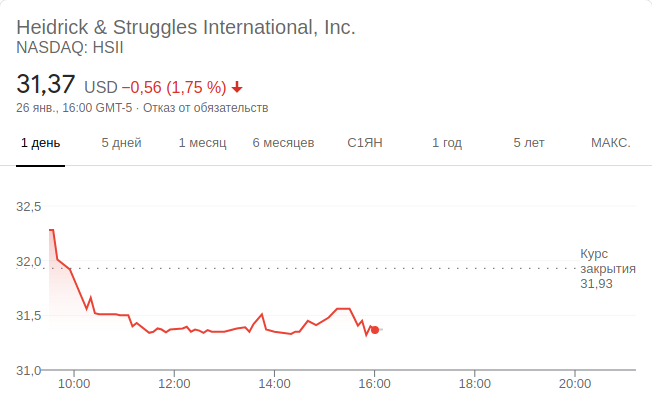 Heidrick & Struggles International, Inc.
NASDAQ: HSII
31,37 USD −0,56 (1,75 %)
26 янв., 16:00 GMT-5 · Отказ от обязательств
1 день 5 дней 1 месяц 6 месяцев С1ЯН 1 год 5 лет МАКС.
32,5
Курс
32,0 закрытия
31,93
31,5
31,0
10:00 12:00 14:00 16:00 18:00 20:00